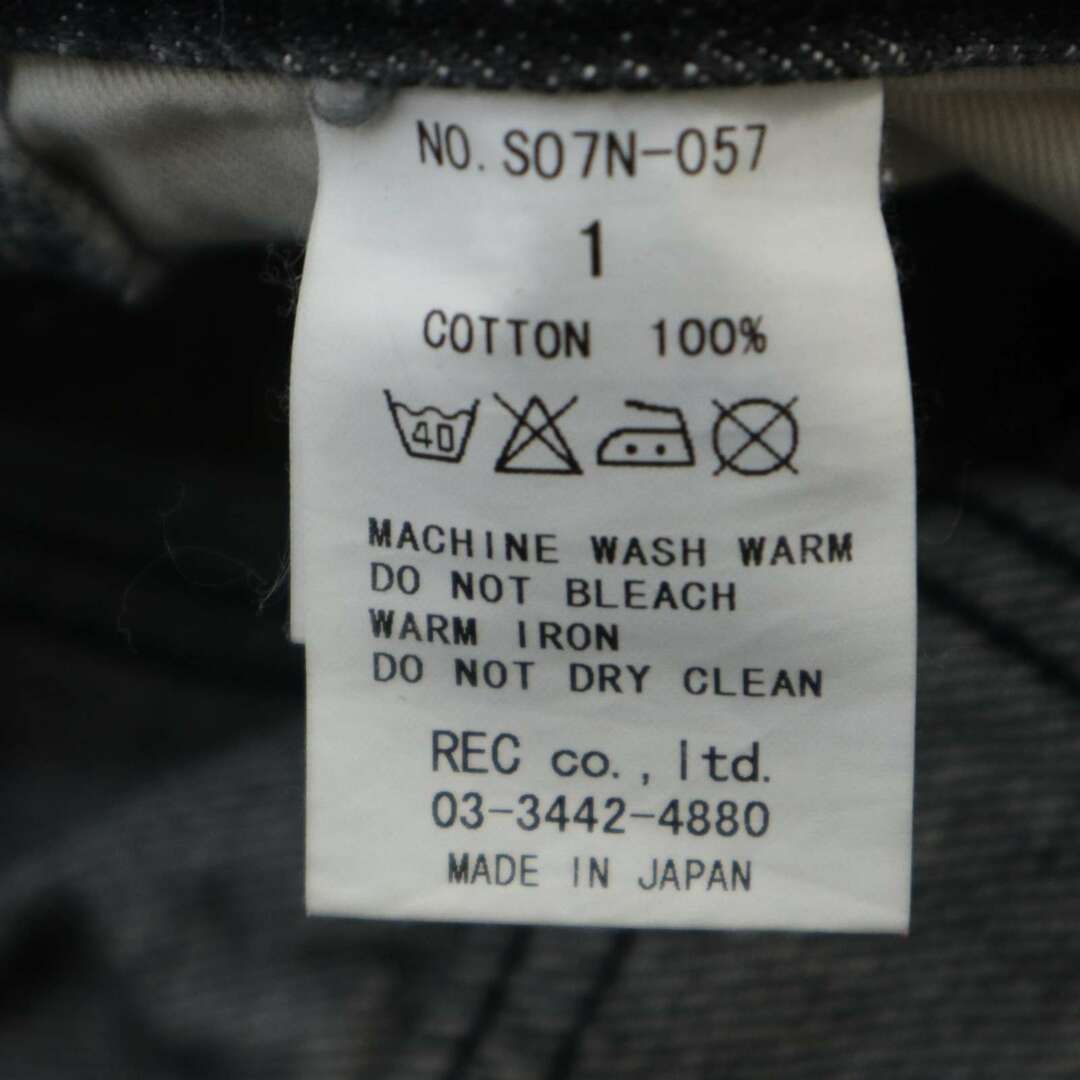 NO. S07N-057
1
COTTON 100%
40
MACHINE WASH WARM
DO NOT BLEACH
WARM IRON
DO NOT DRY CLEAN
REC co., ltd.
03-3442-4880
MADE IN JAPAN